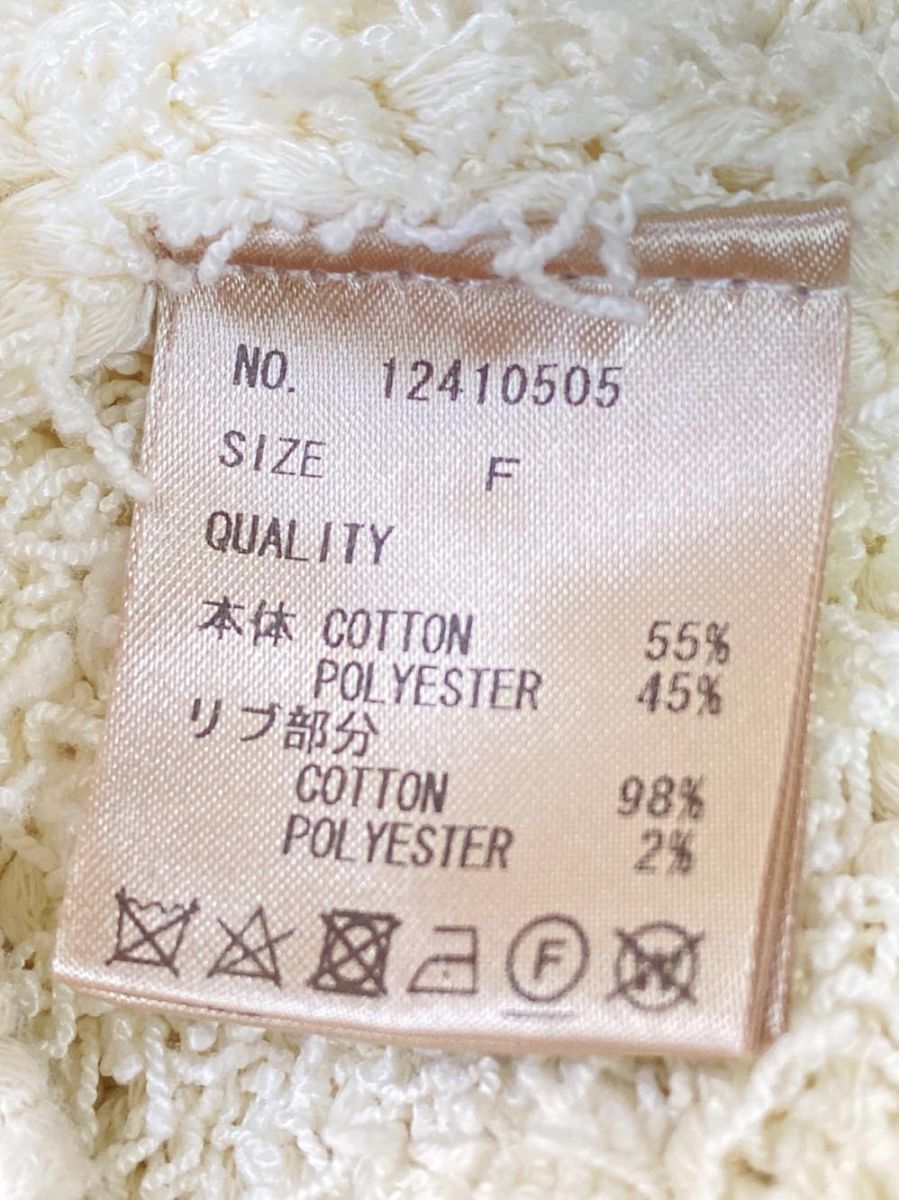 NO. 12410505
SIZE F
QUALITY
本体 COTTON 55%
POLYESTER 45%
リブ部分
COTTON 98%
POLYESTER 2%
F W